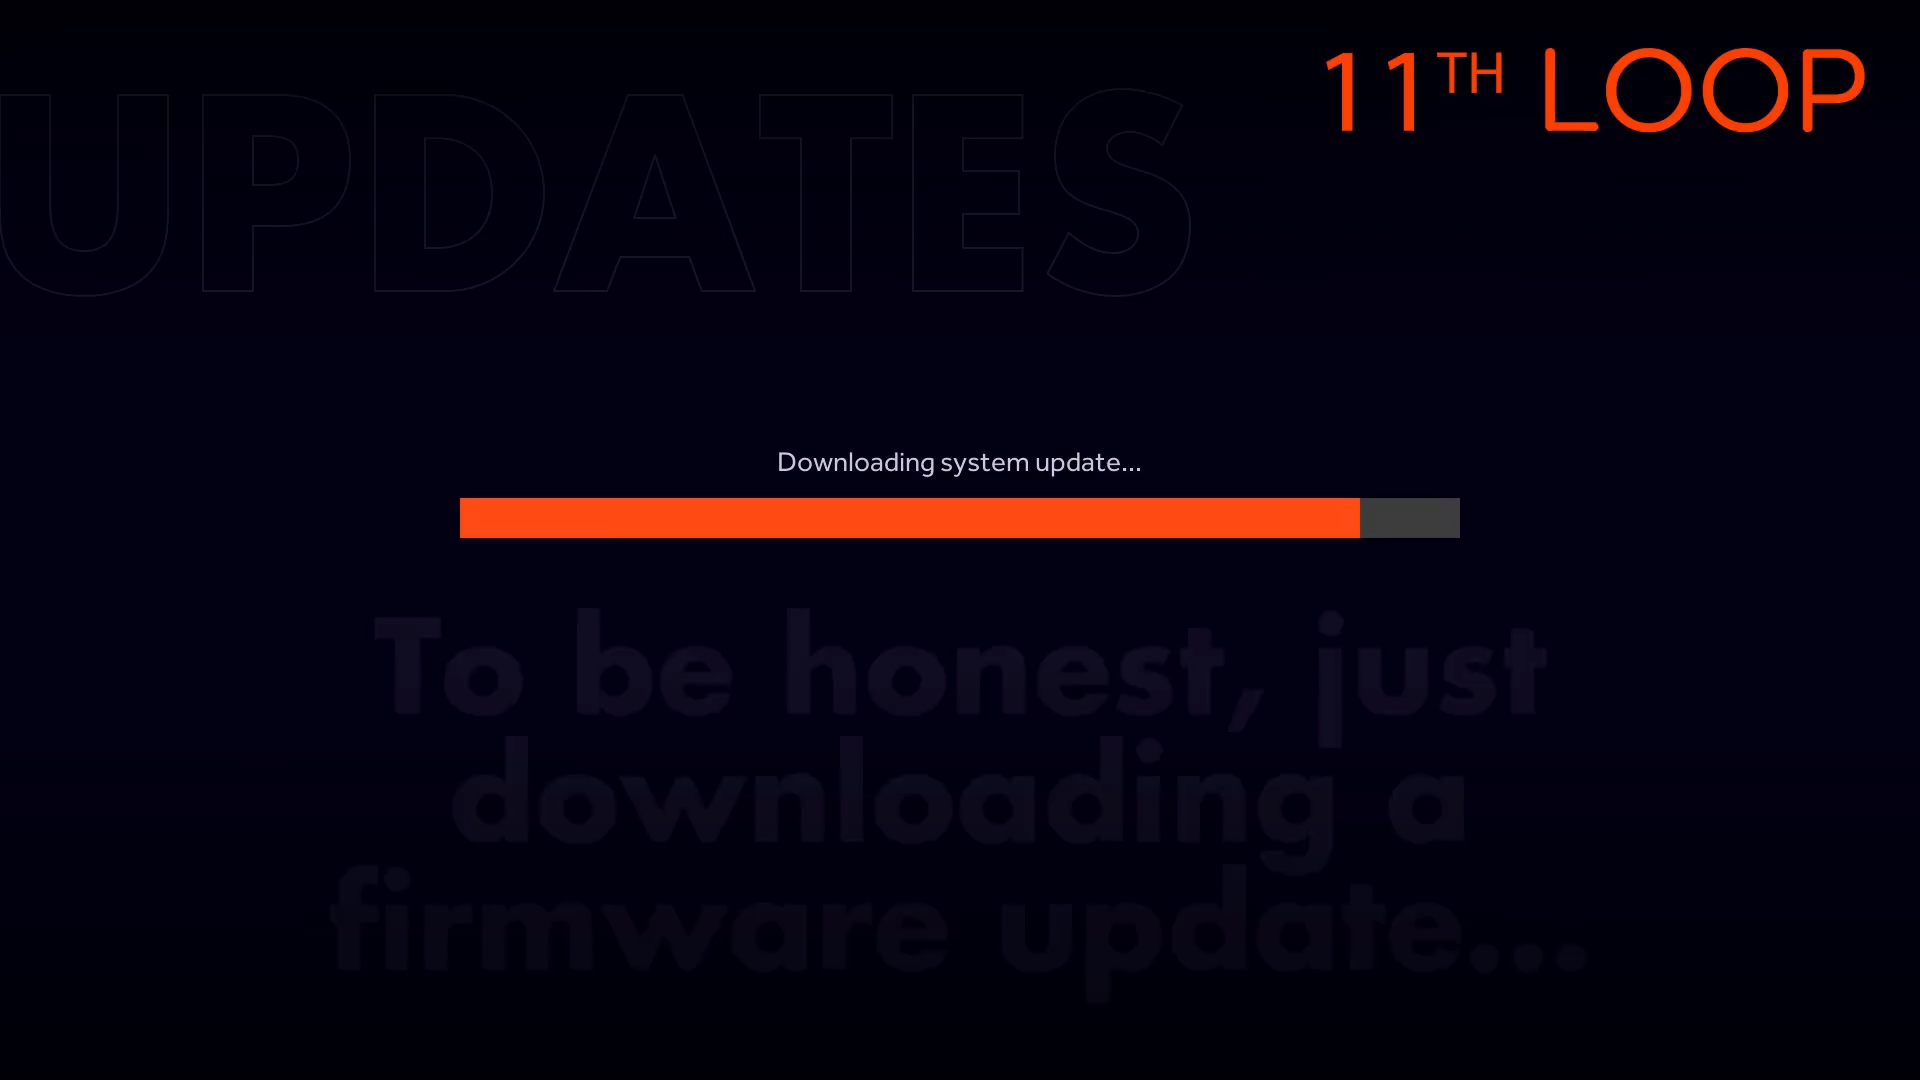 11TH LOOP
UPDATES
Downloading system update...
To be honest, just
downloading a
firmware update...